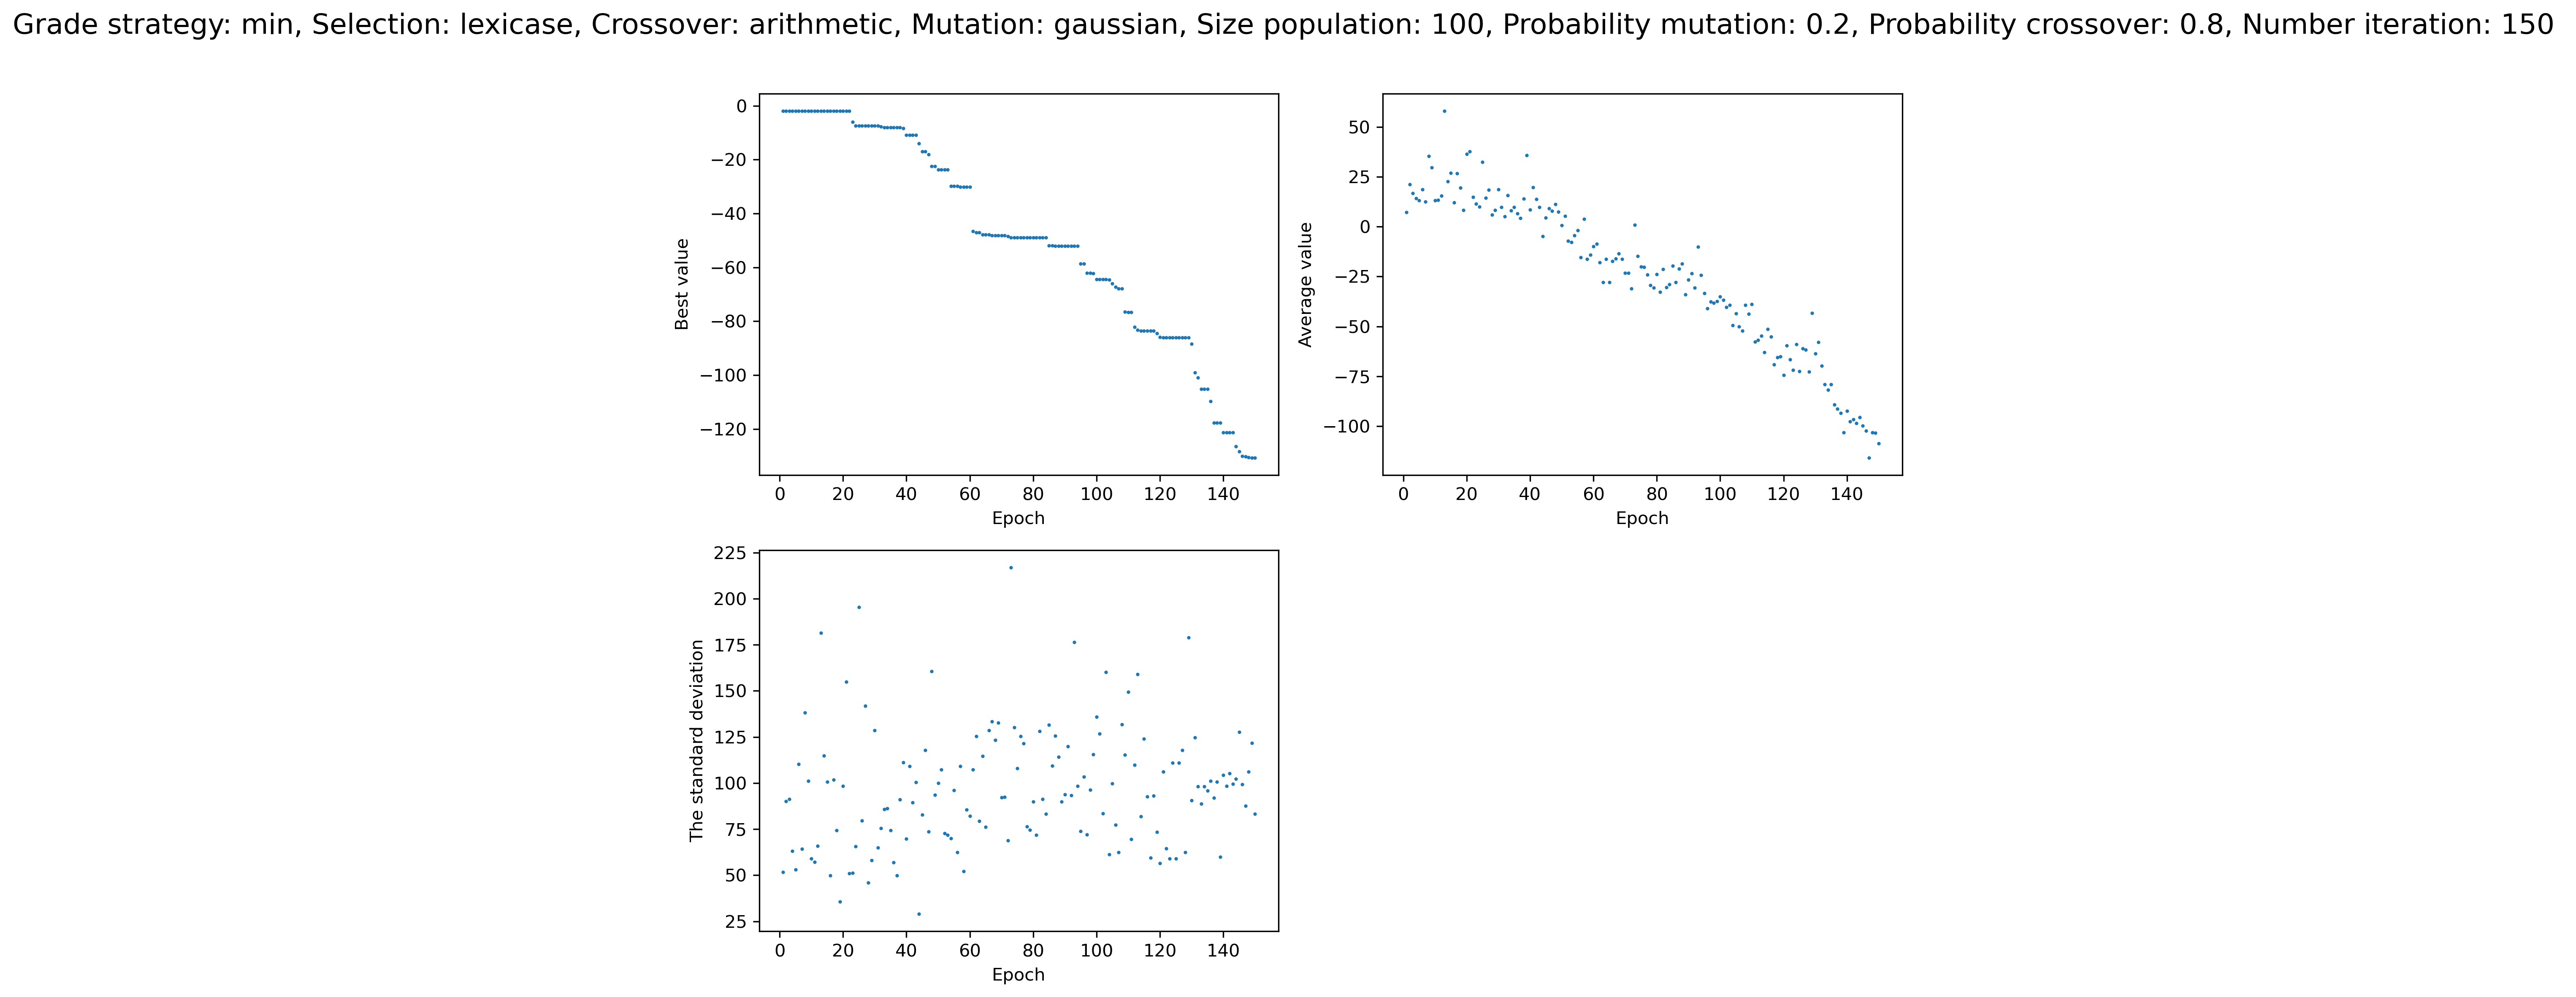 Grade strategy: min, Selection: lexicase, Crossover: arithmetic, Mutation: gaussian, Size population: 100, Probability mutation: 0.2, Probability crossover: 0.8, Number iteration: 150
0
−20
−40
−60
−80
−100
−120
Best value
0 20 40 60 80 100 120 140
Epoch
50
25
0
−25
−50
−75
−100
Average value
0 20 40 60 80 100 120 140
Epoch
225
200
175
150
125
100
75
50
25
The standard deviation
0 20 40 60 80 100 120 140
Epoch